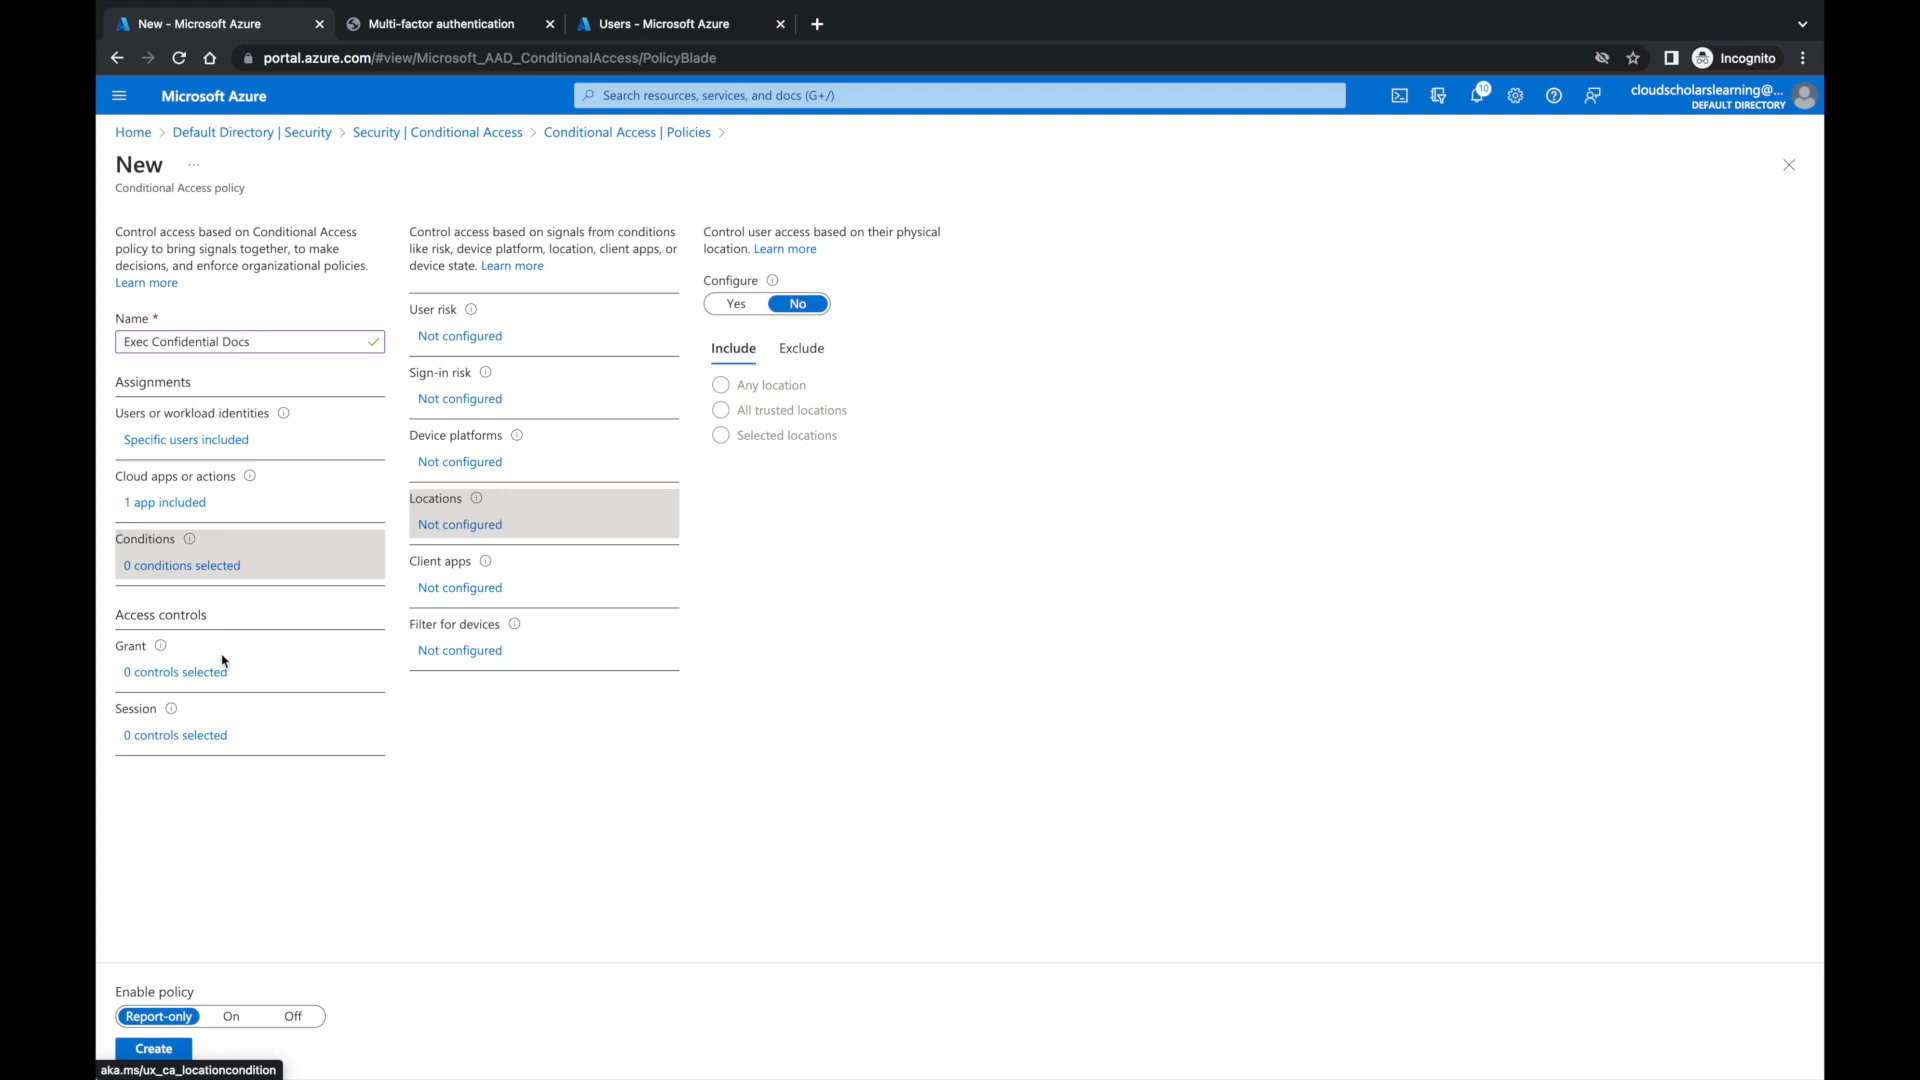 New - Microsoft Azure
Multi-factor authentication
Users - Microsoft Azure
portal.azure.com/#view/Microsoft_AAD_ConditionalAccess/PolicyBlade
Incognito
Microsoft Azure
Search resources, services, and docs (G+/)
10
cloudscholarslearning@...
DEFAULT DIRECTORY
Home > Default Directory | Security > Security | Conditional Access > Conditional Access | Policies >
New ...
Conditional Access policy
Control access based on Conditional Access
policy to bring signals together, to make
decisions, and enforce organizational policies.
Learn more
Name *
Exec Confidential Docs
Assignments
Users or workload identities
Specific users included
Cloud apps or actions
1 app included
Conditions
0 conditions selected
Access controls
Grant
0 controls selected
Session
0 controls selected
Control access based on signals from conditions
like risk, device platform, location, client apps, or
device state. Learn more
User risk
Not configured
Sign-in risk
Not configured
Device platforms
Not configured
Locations
Not configured
Client apps
Not configured
Filter for devices
Not configured
Control user access based on their physical
location. Learn more
Configure
Yes No
Include Exclude
Any location
All trusted locations
Selected locations
Enable policy
Report-only On Off
Create
aka.ms/ux_ca_locationcondition